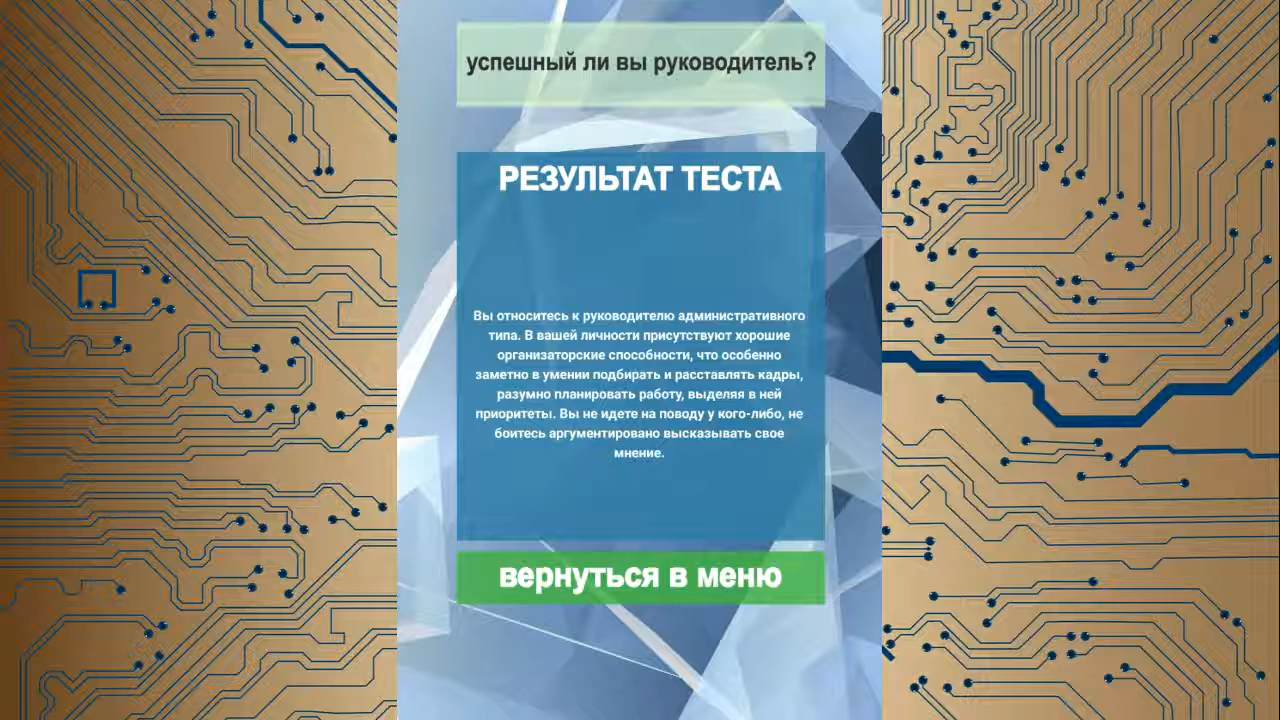 успешный ли вы руководитель?
РЕЗУЛЬТАТ ТЕСТА
Вы относитесь к руководителю административного
типа. В вашей личности присутствуют хорошие
организаторские способности, что особенно
заметно в умении подбирать и расставлять кадры,
разумно планировать работу, выделяя в ней
приоритеты. Вы не идете на поводу у кого-либо, не
боитесь аргументировано высказывать свое
мнение.
вернуться в меню